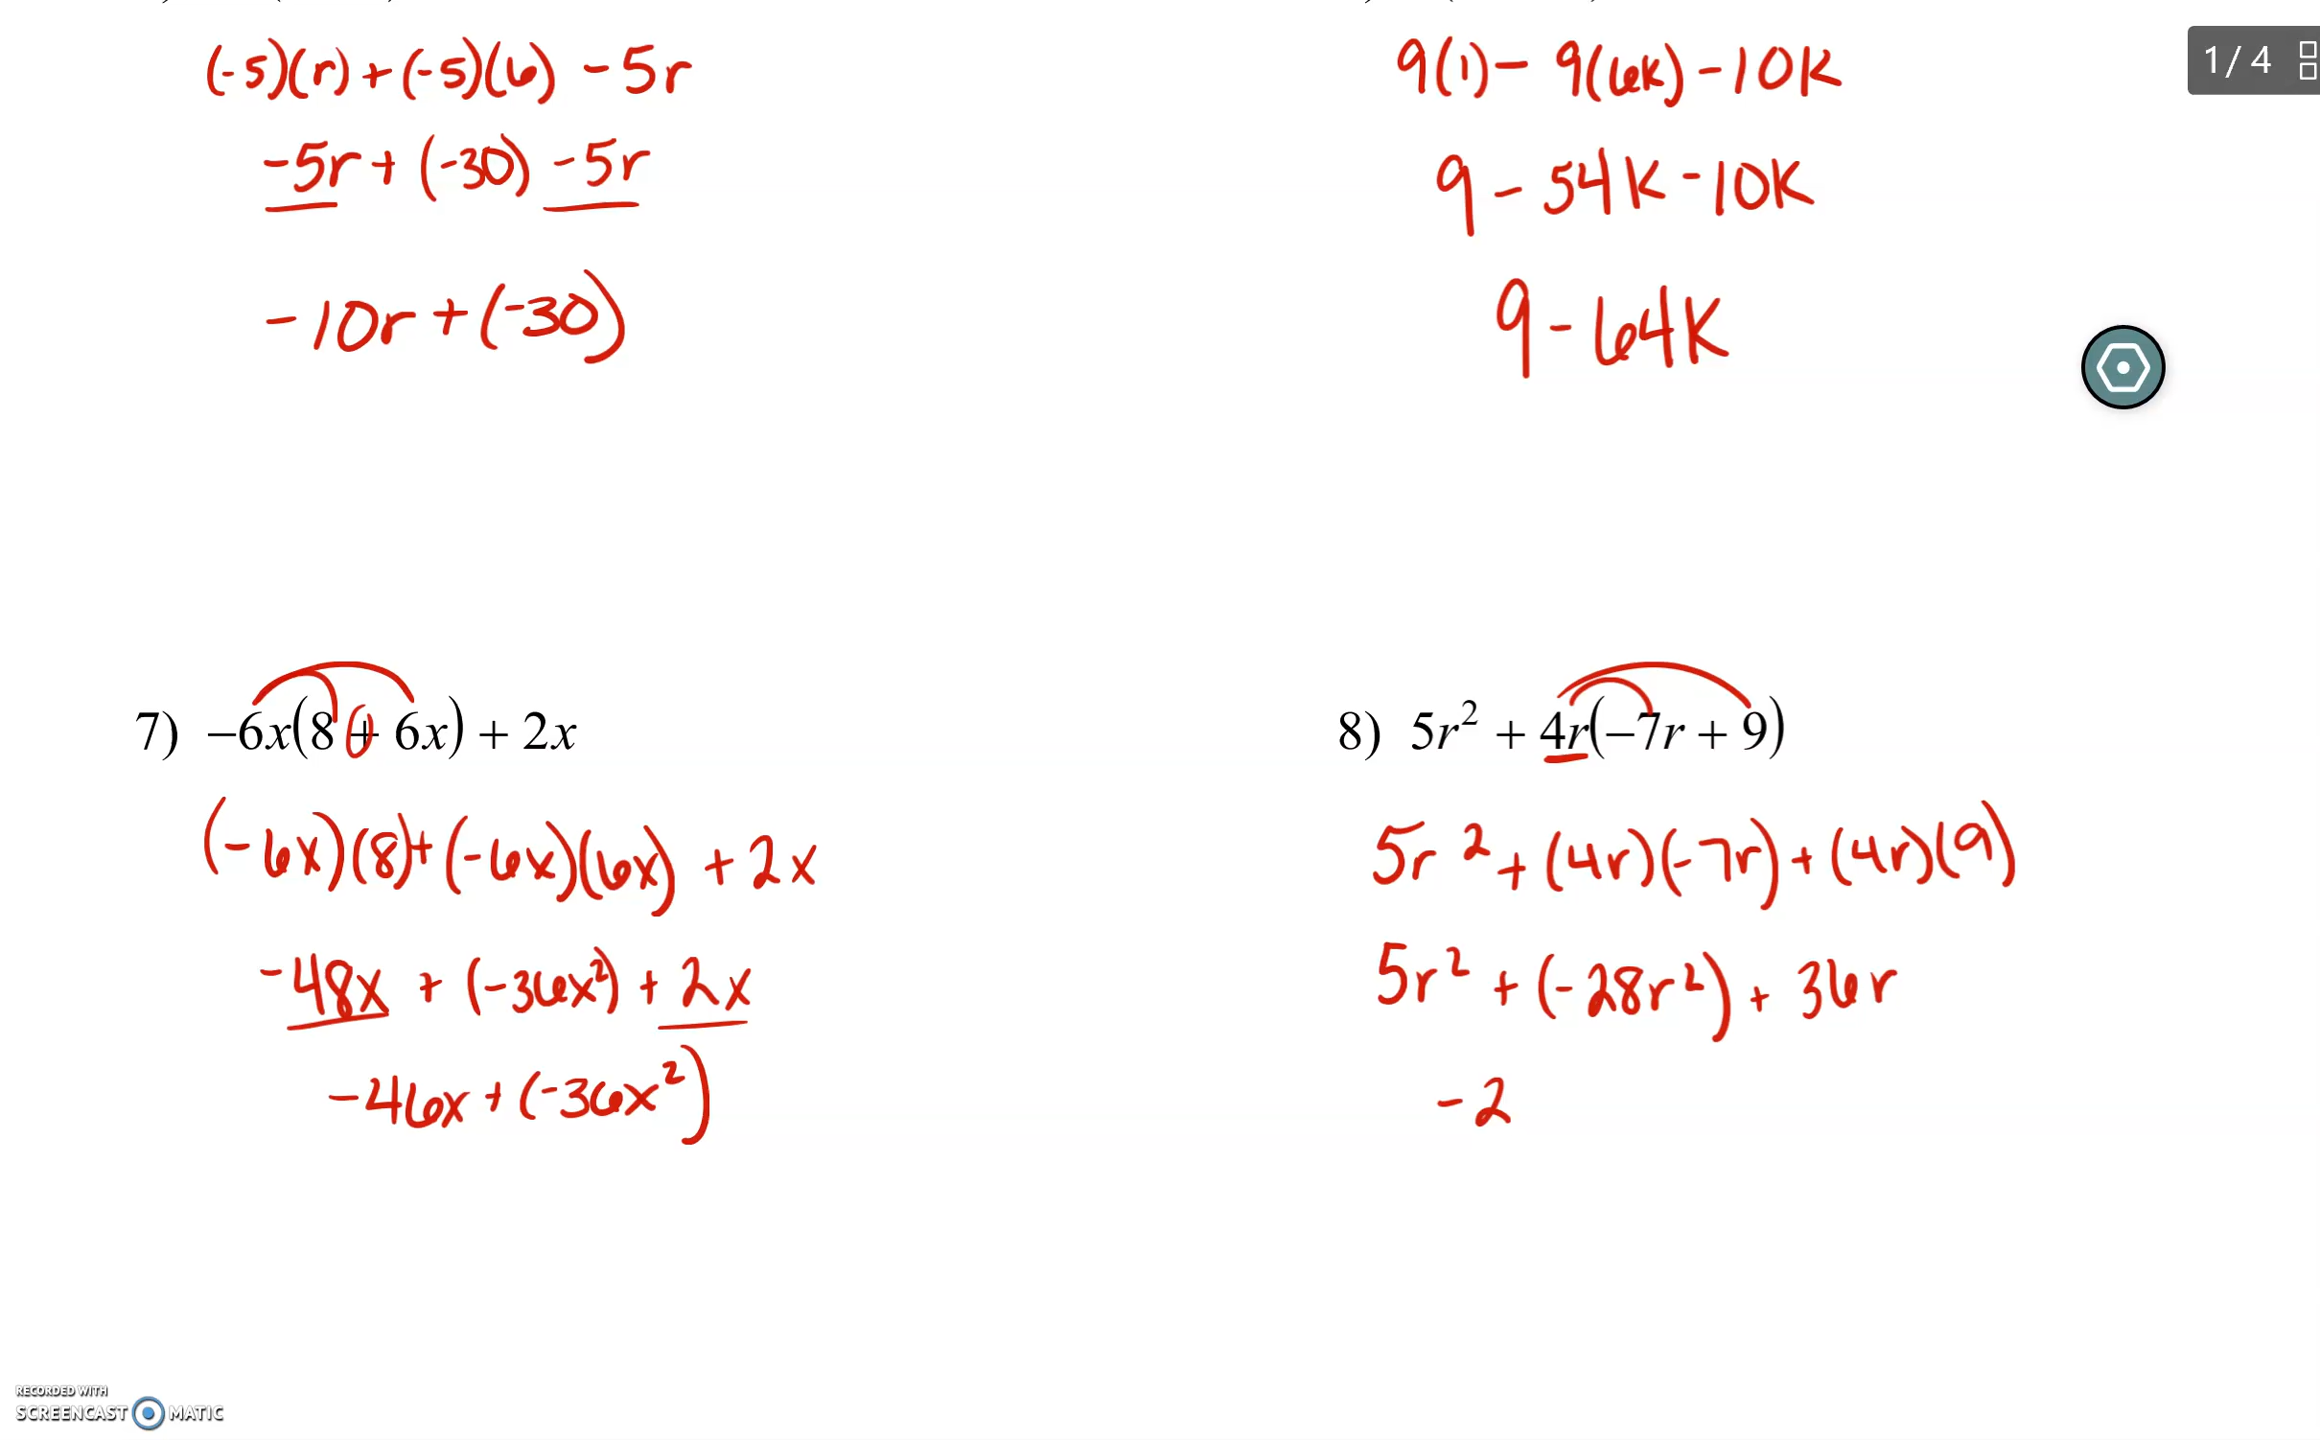 (-5)(r) + (-5)(6) - 5r
-5r + (-30) - 5r
-10r + (-30)
9(1) - 9(6k) - 10k
9 - 54k - 10k
9 - 64k
1 / 4
7) −6x(8 + 6x) + 2x
(-6x)(8) + (-6x)(6x) + 2x
-48x + (-36x²) + 2x
-46x + (-36x²)
8) 5r² + 4r(−7r + 9)
5r² + (4r)(-7r) + (4r)(9)
5r² + (-28r²) + 36r
-2
RECORDED WITH
SCREENCAST MATIC